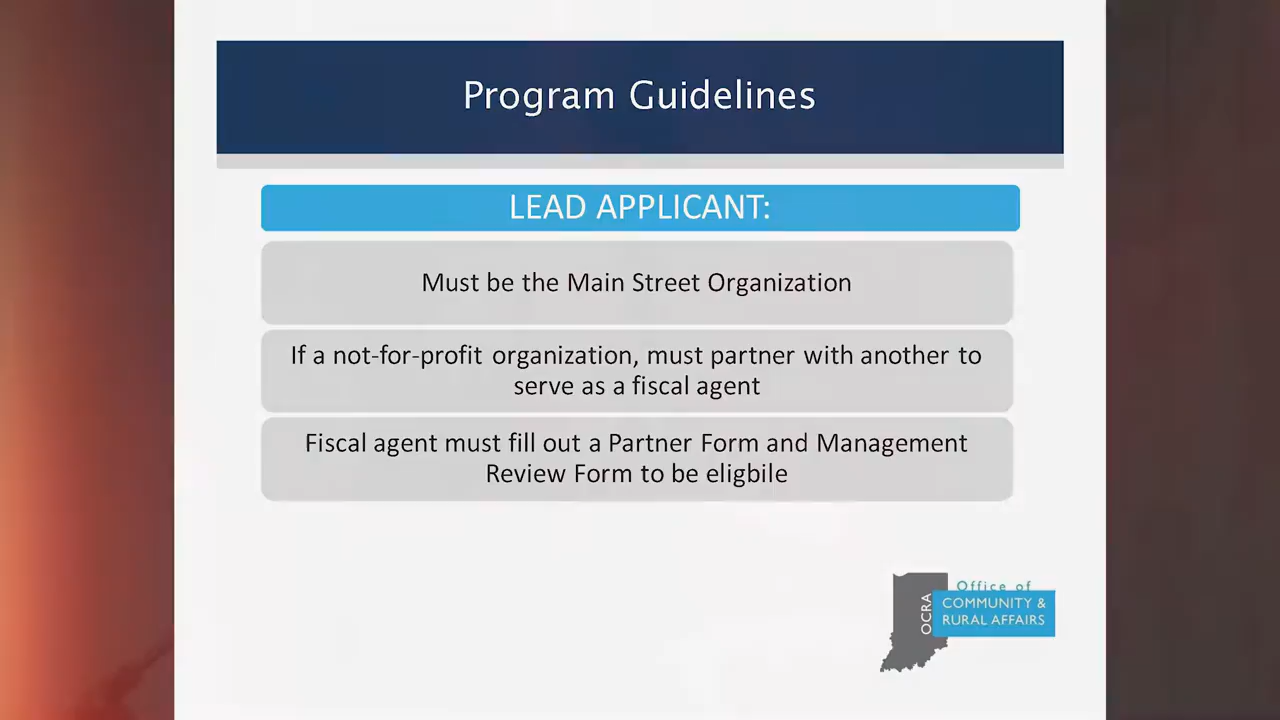 Program Guidelines
LEAD APPLICANT:
Must be the Main Street Organization
If a not-for-profit organization, must partner with another to
serve as a fiscal agent
Fiscal agent must fill out a Partner Form and Management
Review Form to be eligbile
OCRA
Office of
COMMUNITY &
RURAL AFFAIRS